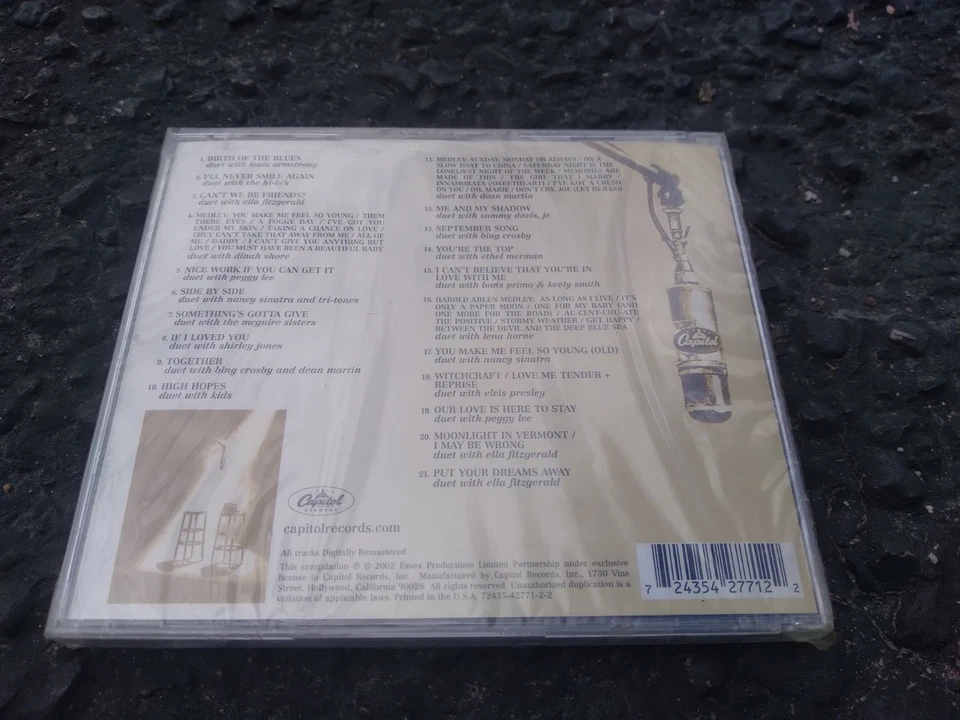 1. BIRTH OF THE BLUES
duet with louis armstrong
2. I'LL NEVER SMILE AGAIN
duet with the hi-lo's
3. CAN'T WE BE FRIENDS?
duet with ella fitzgerald
4. MEDLEY: YOU MAKE ME FEEL SO YOUNG / THEM
THERE EYES / A FOGGY DAY / I'VE GOT YOU
UNDER MY SKIN / TAKING A CHANCE ON LOVE /
THEY CAN'T TAKE THAT AWAY FROM ME / ALL OF
ME / DADDY / I CAN'T GIVE YOU ANYTHING BUT
LOVE / YOU MUST HAVE BEEN A BEAUTIFUL BABY
duet with dinah shore
5. NICE WORK IF YOU CAN GET IT
duet with peggy lee
6. SIDE BY SIDE
duet with nancy sinatra and tri-tones
7. SOMETHING'S GOTTA GIVE
duet with the mcguire sisters
8. IF I LOVED YOU
duet with shirley jones
9. TOGETHER
duet with bing crosby and dean martin
10. HIGH HOPES
duet with kids
11. MEDLEY: SUNDAY, MONDAY OR ALWAYS / ON A
SLOW BOAT TO CHINA / SATURDAY NIGHT IS THE
LONELIEST NIGHT OF THE WEEK / MEMORIES ARE
MADE OF THIS / THE GIRL THAT I MARRY /
INNAMORATA (SWEETHEART) / I'VE GOT A CRUSH
ON YOU / OH, MARIE / DON'T CRY, JOE (LET HER GO)
duet with dean martin
12. ME AND MY SHADOW
duet with sammy davis, jr
13. SEPTEMBER SONG
duet with bing crosby
14. YOU'RE THE TOP
duet with ethel merman
15. I CAN'T BELIEVE THAT YOU'RE IN
LOVE WITH ME
duet with louis prima & keely smith
16. HAROLD ARLEN MEDLEY: AS LONG AS I LIVE / IT'S
ONLY A PAPER MOON / ONE FOR MY BABY (AND
ONE MORE FOR THE ROAD) / AC-CENT-CHU-ATE
THE POSITIVE / STORMY WEATHER / GET HAPPY /
BETWEEN THE DEVIL AND THE DEEP BLUE SEA
duet with lena horne
17. YOU MAKE ME FEEL SO YOUNG (OLD)
duet with nancy sinatra
18. WITCHCRAFT / LOVE ME TENDER +
REPRISE
duet with elvis presley
19. OUR LOVE IS HERE TO STAY
duet with peggy lee
20. MOONLIGHT IN VERMONT /
I MAY BE WRONG
duet with ella fitzgerald
21. PUT YOUR DREAMS AWAY
duet with ella fitzgerald
Capitol
Capitol
RECORDS
capitolrecords.com
All tracks Digitally Remastered
This compilation ℗ © 2002 Essex Productions Limited Partnership under exclusive
license to Capitol Records, Inc. Manufactured by Capitol Records, Inc., 1750 Vine
Street, Hollywood, California 90028. All rights reserved. Unauthorized duplication is a
violation of applicable laws. Printed in the U.S.A. 72435-42771-2-2
7 24354 27712 2